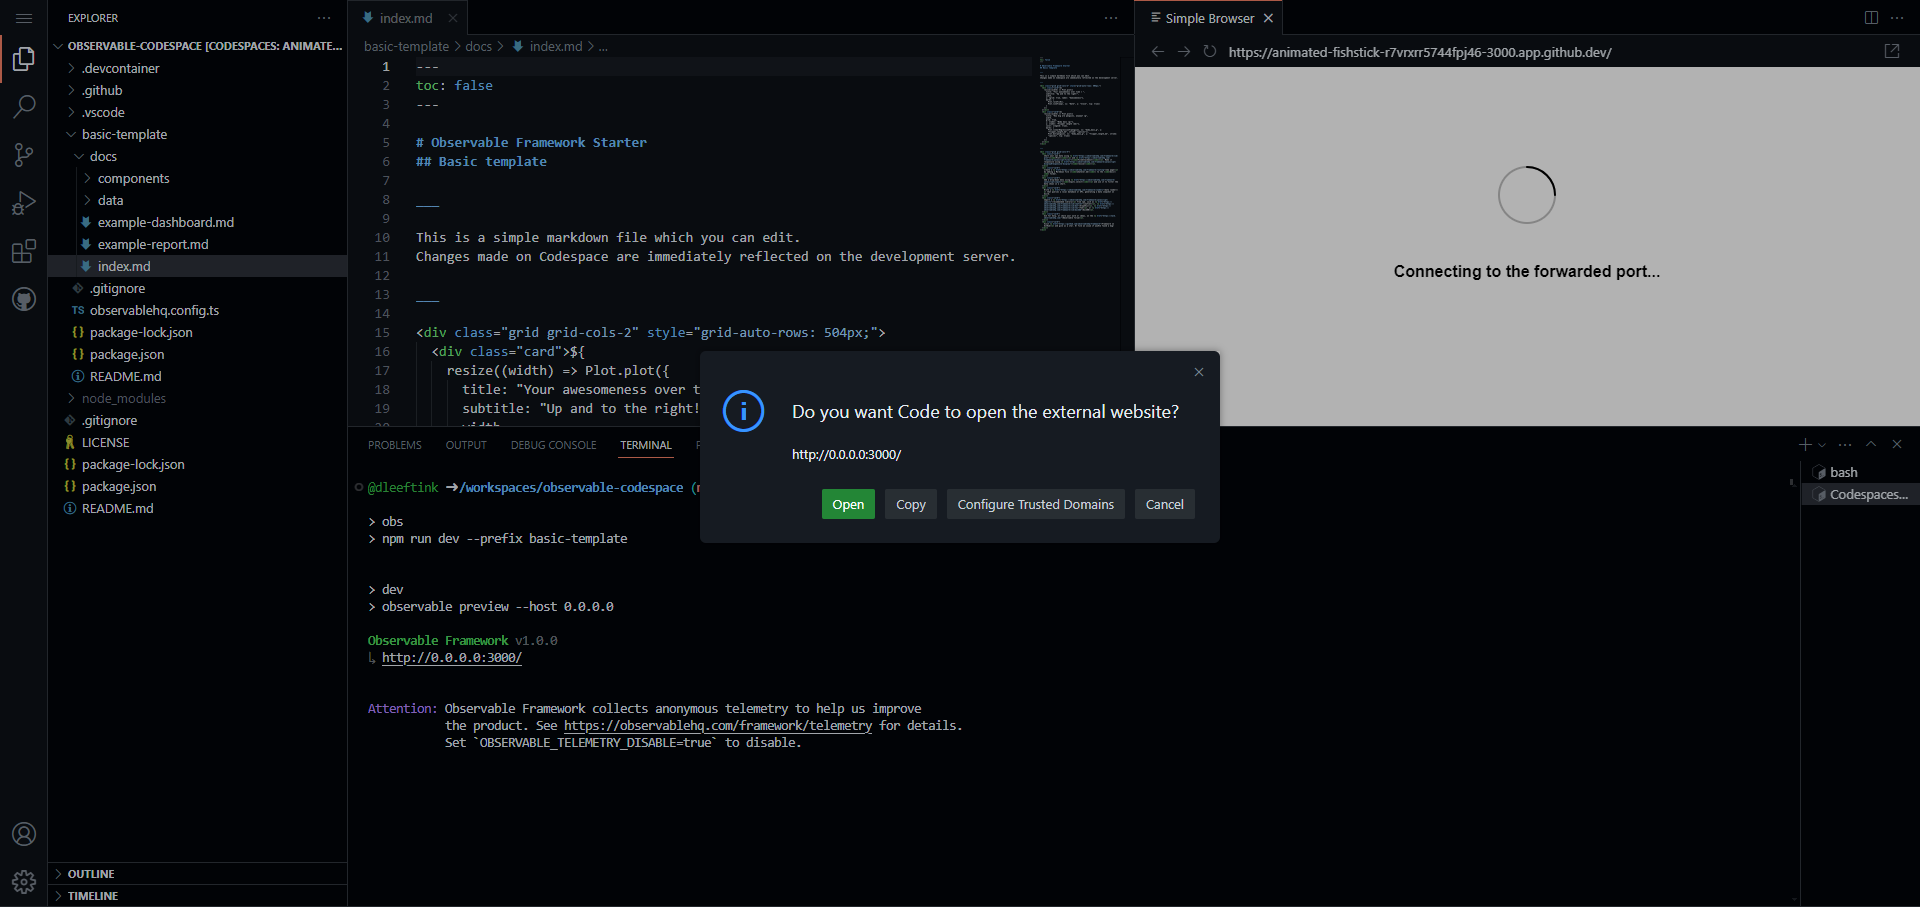 EXPLORER
OBSERVABLE-CODESPACE [CODESPACES: ANIMATE...
.devcontainer
.github
.vscode
basic-template
docs
components
data
example-dashboard.md
example-report.md
index.md
.gitignore
TS observablehq.config.ts
package-lock.json
package.json
README.md
node_modules
.gitignore
LICENSE
package-lock.json
package.json
README.md
OUTLINE
TIMELINE
index.md
basic-template > docs > index.md > ...
1 ---
2 toc: false
3 ---
4
5 # Observable Framework Starter
6 ## Basic template
7
8 ___
9
10 This is a simple markdown file which you can edit.
11 Changes made on Codespace are immediately reflected on the development server.
12
13 ___
14
15 <div class="grid grid-cols-2" style="grid-auto-rows: 504px;">
16 <div class="card">${
17 resize((width) => Plot.plot({
18 title: "Your awesomeness over t
19 subtitle: "Up and to the right!
20 width
Simple Browser
https://animated-fishstick-r7vrxrr5744fpj46-3000.app.github.dev/
Connecting to the forwarded port...
Do you want Code to open the external website?
http://0.0.0.0:3000/
Open Copy Configure Trusted Domains Cancel
PROBLEMS OUTPUT DEBUG CONSOLE TERMINAL
@dleeftink ➜/workspaces/observable-codespace (
> obs
> npm run dev --prefix basic-template
> dev
> observable preview --host 0.0.0.0
Observable Framework v1.0.0
↳ http://0.0.0.0:3000/
Attention: Observable Framework collects anonymous telemetry to help us improve
the product. See https://observablehq.com/framework/telemetry for details.
Set `OBSERVABLE_TELEMETRY_DISABLE=true` to disable.
bash
Codespaces...